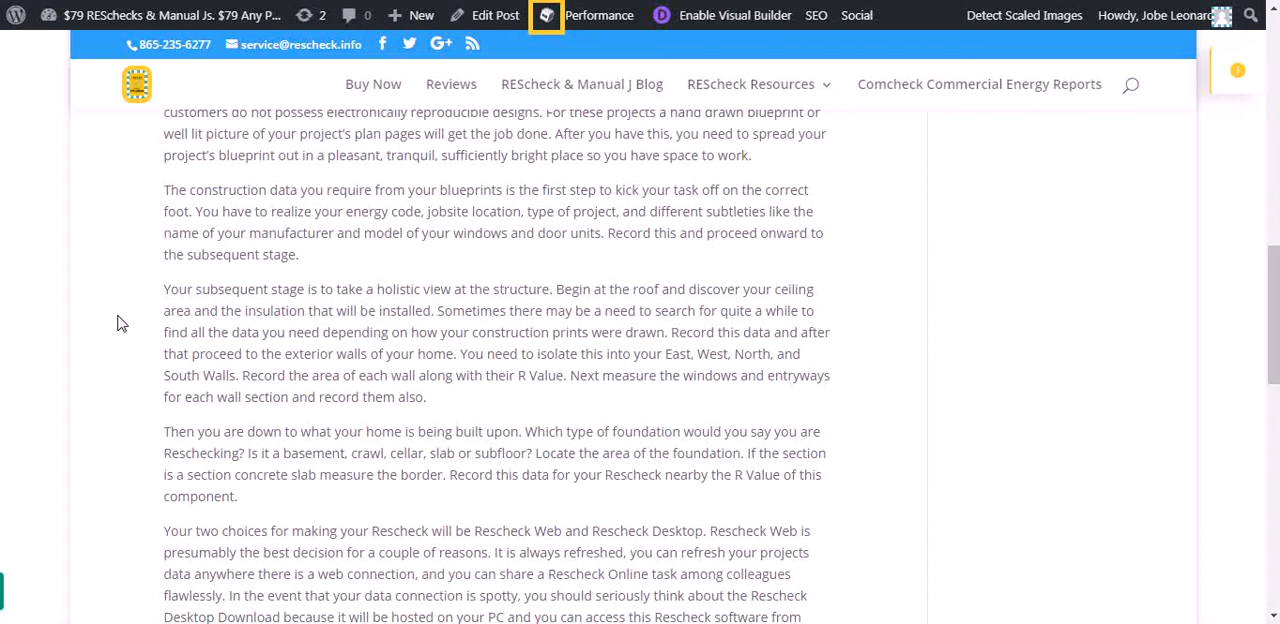 $79 REScheks & Manual Js. $79 Any P... 2 0 New Edit Post Performance Enable Visual Builder SEO Social Detect Scaled Images Howdy, Jobe Leonard
865-235-6277 service@rescheck.info
Buy Now Reviews REScheck & Manual J Blog REScheck Resources Comcheck Commercial Energy Reports
customers do not possess electronically reproducible designs. For these projects a hand drawn blueprint or
well lit picture of your project's plan pages will get the job done. After you have this, you need to spread your
project's blueprint out in a pleasant, tranquil, sufficiently bright place so you have space to work.
The construction data you require from your blueprints is the first step to kick your task off on the correct
foot. You have to realize your energy code, jobsite location, type of project, and different subtleties like the
name of your manufacturer and model of your windows and door units. Record this and proceed onward to
the subsequent stage.
Your subsequent stage is to take a holistic view at the structure. Begin at the roof and discover your ceiling
area and the insulation that will be installed. Sometimes there may be a need to search for quite a while to
find all the data you need depending on how your construction prints were drawn. Record this data and after
that proceed to the exterior walls of your home. You need to isolate this into your East, West, North, and
South Walls. Record the area of each wall along with their R Value. Next measure the windows and entryways
for each wall section and record them also.
Then you are down to what your home is being built upon. Which type of foundation would you say you are
Reschecking? Is it a basement, crawl, cellar, slab or subfloor? Locate the area of the foundation. If the section
is a section concrete slab measure the border. Record this data for your Rescheck nearby the R Value of this
component.
Your two choices for making your Rescheck will be Rescheck Web and Rescheck Desktop. Rescheck Web is
presumably the best decision for a couple of reasons. It is always refreshed, you can refresh your projects
data anywhere there is a web connection, and you can share a Rescheck Online task among colleagues
flawlessly. In the event that your data connection is spotty, you should seriously think about the Rescheck
Desktop Download because it will be hosted on your PC and you can access this Rescheck software from